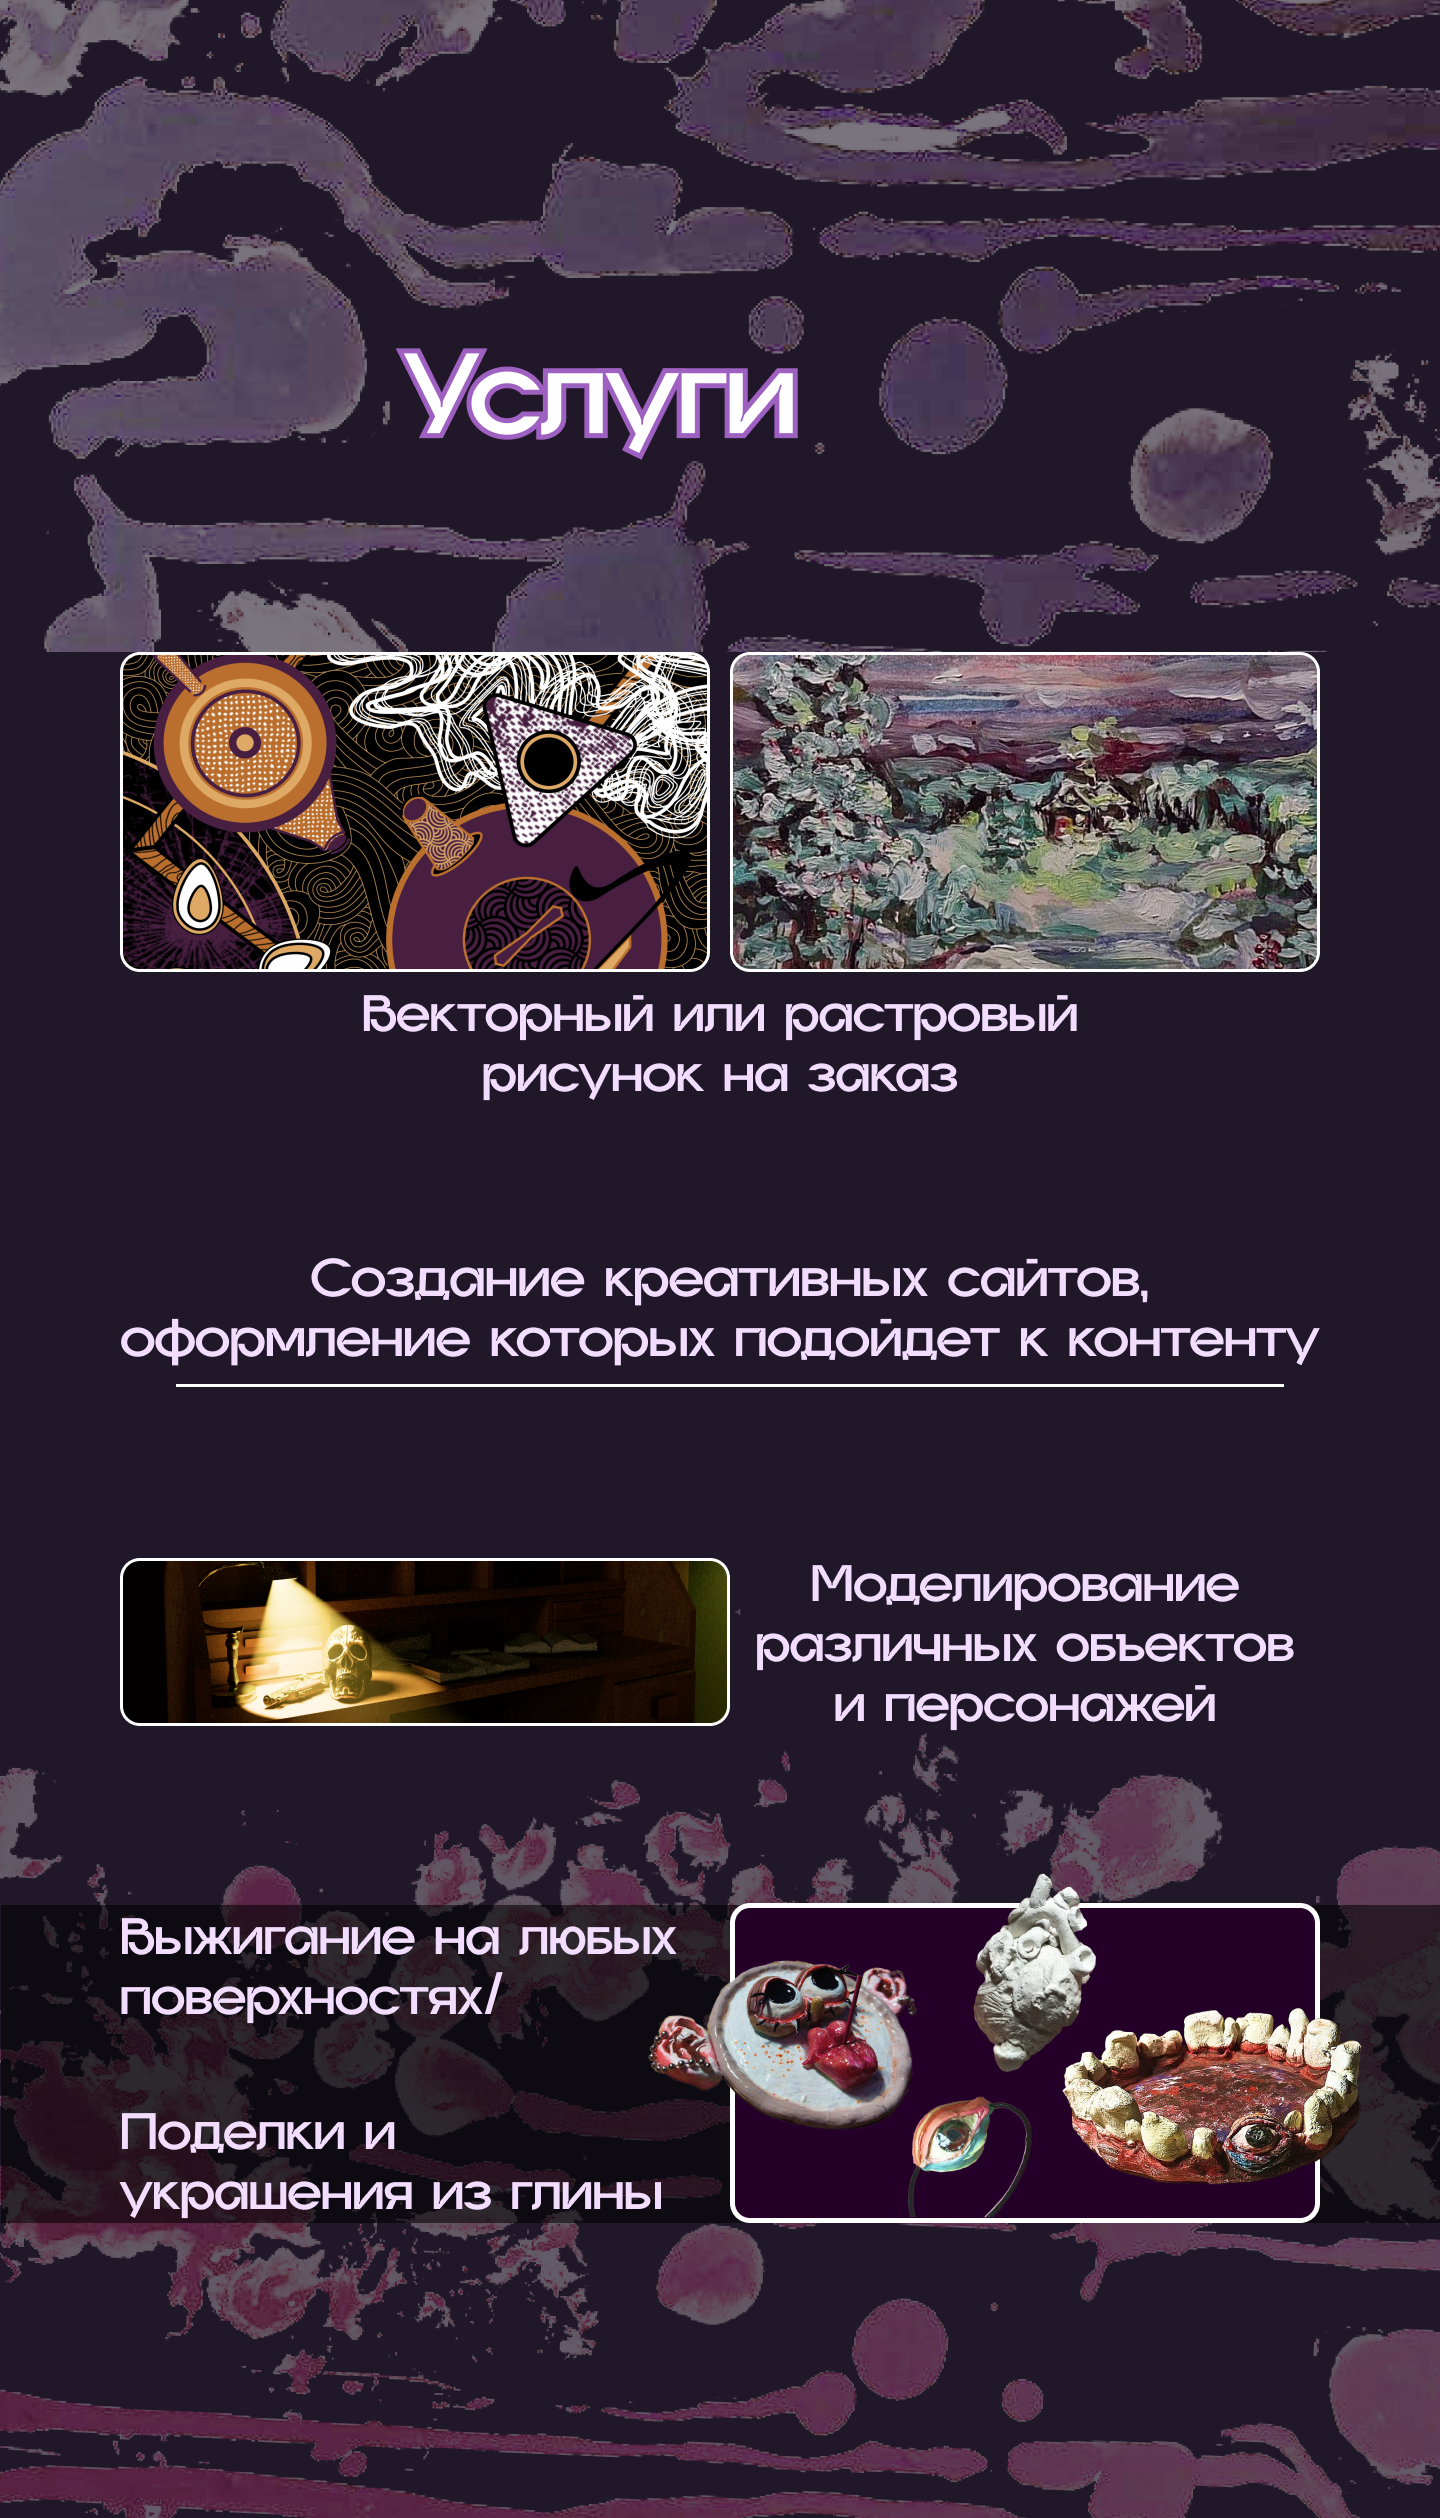 Услуги
Векторный или растровый
рисунок на заказ
Создание креативных сайтов,
оформление которых подойдет к контенту
Моделирование
различных объектов
и персонажей
Выжигание на любых
поверхностях/
Поделки и
украшения из глины